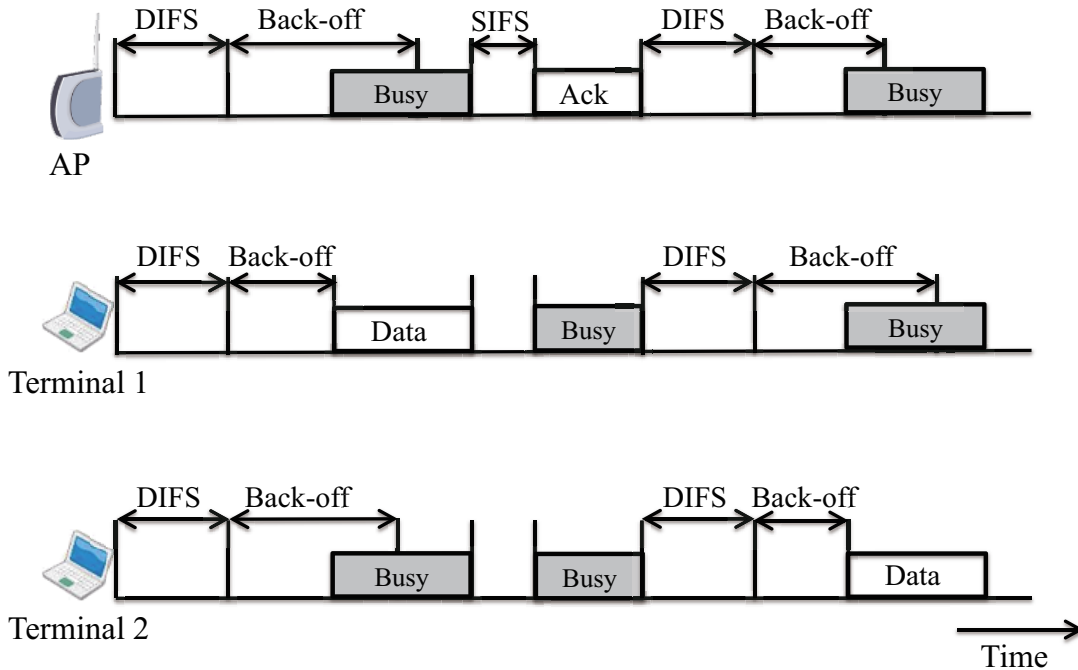 DIFS Back-off SIFS DIFS Back-off
Busy Ack Busy
AP
DIFS Back-off DIFS Back-off
Data Busy Busy
Terminal 1
DIFS Back-off DIFS Back-off
Busy Busy Data
Terminal 2
Time